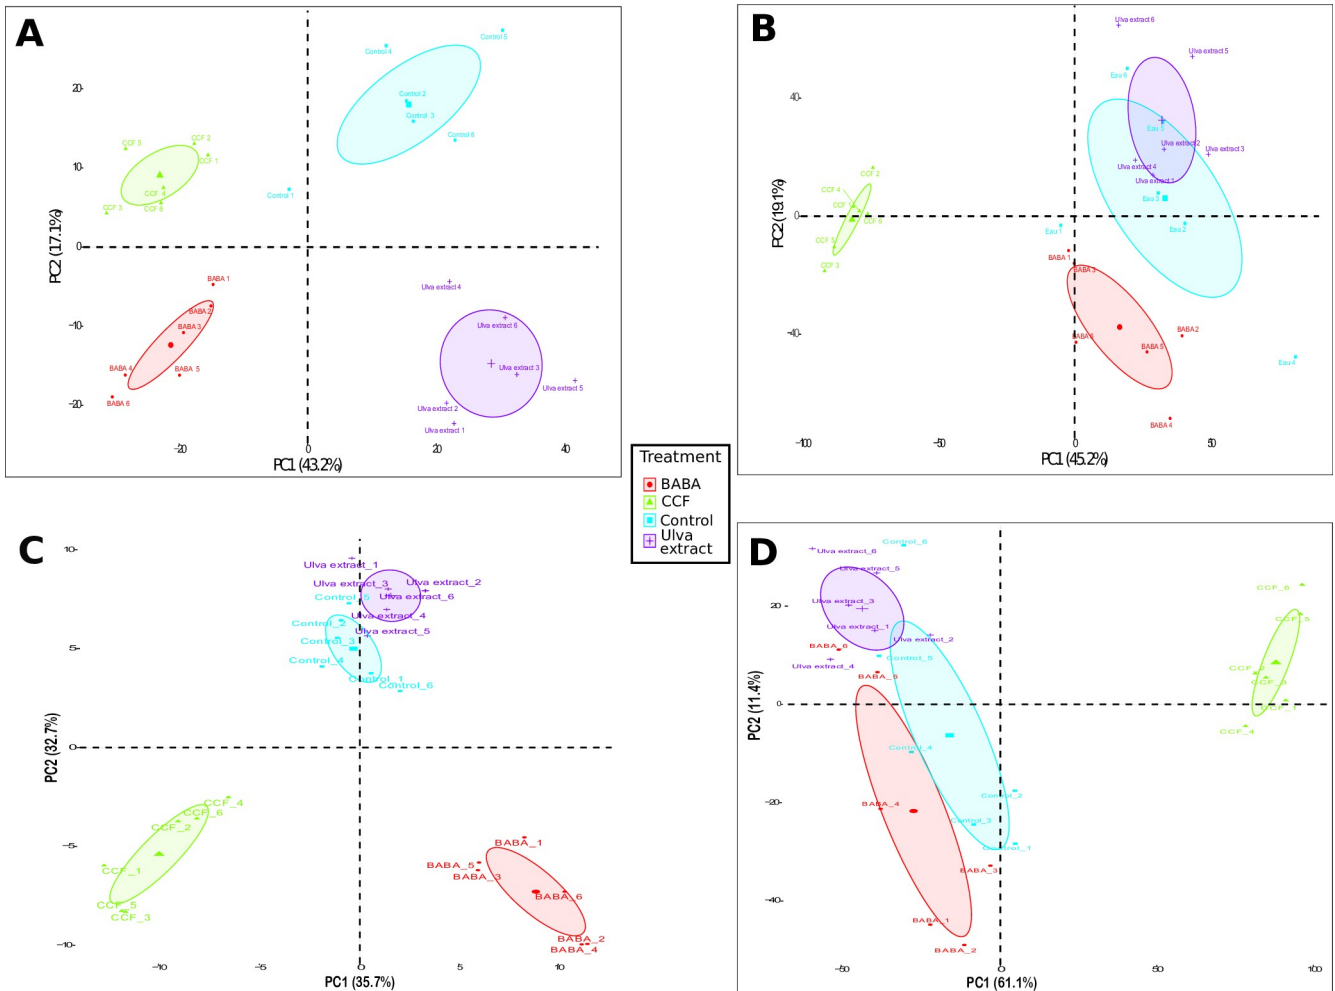 A
Control 5
Control 4
20
Control 2
Control 3
Control 6
CCF 5
CCF 2
CCF 1
10
CCF 4
CCF 6
CCF 3
Control 1
PC2 (17.1%)
0
BABA 1
Ulva extract 4
BABA 2
-10
BABA 3
Ulva extract 6
BABA 4
BABA 5
Ulva extract 3
Ulva extract 5
-20
BABA 6
Ulva extract 2
Ulva extract 1
-20
0
20
40
PC1 (43.2%)
B
Ulva extract 6
Ulva extract 5
Eau 6
40
Eau 5
Ulva extract 2
Ulva extract 3
Ulva extract 4
CCF 2
CCF 4
Eau 3
PC2 (19.1%)
0
CCF 6
Eau 1
Eau 2
CCF 5
CCF 3
BABA 1
BABA 3
-40
BABA 2
BABA 5
Eau 4
BABA 4
-100
-50
0
50
PC1 (45.2%)
Treatment
BABA
CCF
Control
Ulva
extract
C
10
Ulva extract_1
Ulva extract_3
Ulva extract_2
Control_5
Ulva extract_6
Ulva extract_4
Control_2
Ulva extract_5
Control_3
5
Control_4
Control_1
Control_6
PC2 (32.7%)
0
CCF_4
CCF_6
CCF_2
-5
BABA_1
BABA_5
CCF_1
BABA_3
BABA_6
CCF_5
CCF_3
BABA_2
-10
BABA_4
-10
-5
0
5
10
PC1 (35.7%)
D
Control_6
Ulva extract_6
Ulva extract_5
CCF_6
20
Ulva extract_3
CCF_5
Ulva extract_1
Ulva extract_2
BABA_6
Control_5
Ulva extract_4
CCF_2
BABA_5
CCF_3
PC2 (11.4%)
0
CCF_1
CCF_4
Control_4
Control_2
-20
BABA_4
Control_3
Control_1
BABA_3
-40
BABA_1
BABA_2
-50
0
50
100
PC1 (61.1%)